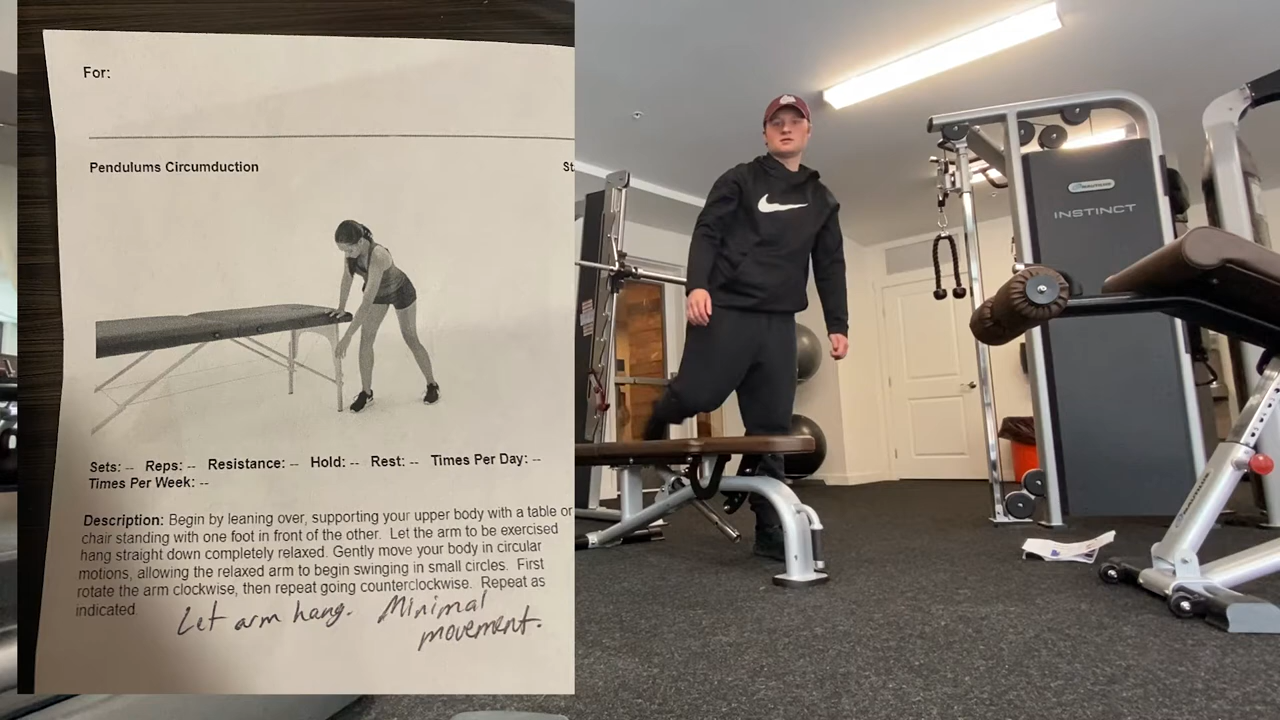 For:
Pendulums Circumduction
St
Sets: -- Reps: -- Resistance: -- Hold: -- Rest: -- Times Per Day: --
Times Per Week: --
Description: Begin by leaning over, supporting your upper body with a table or
chair standing with one foot in front of the other. Let the arm to be exercised
hang straight down completely relaxed. Gently move your body in circular
motions, allowing the relaxed arm to begin swinging in small circles. First
rotate the arm clockwise, then repeat going counterclockwise. Repeat as
indicated.
Let arm hang. Minimal
movement.
NAUTILUS
INSTINCT